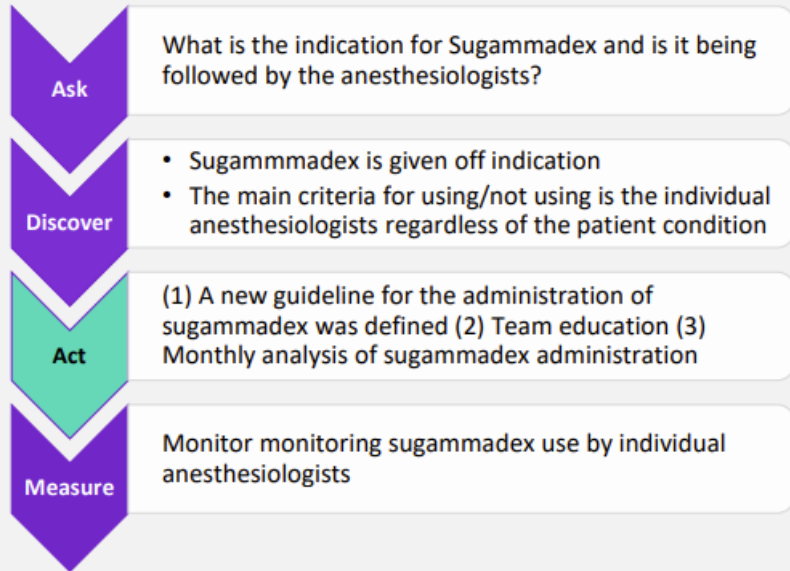 Ask
What is the indication for Sugammadex and is it being
followed by the anesthesiologists?
Discover
• Sugammmadex is given off indication
• The main criteria for using/not using is the individual
anesthesiologists regardless of the patient condition
Act
(1) A new guideline for the administration of
sugammadex was defined (2) Team education (3)
Monthly analysis of sugammadex administration
Measure
Monitor monitoring sugammadex use by individual
anesthesiologists